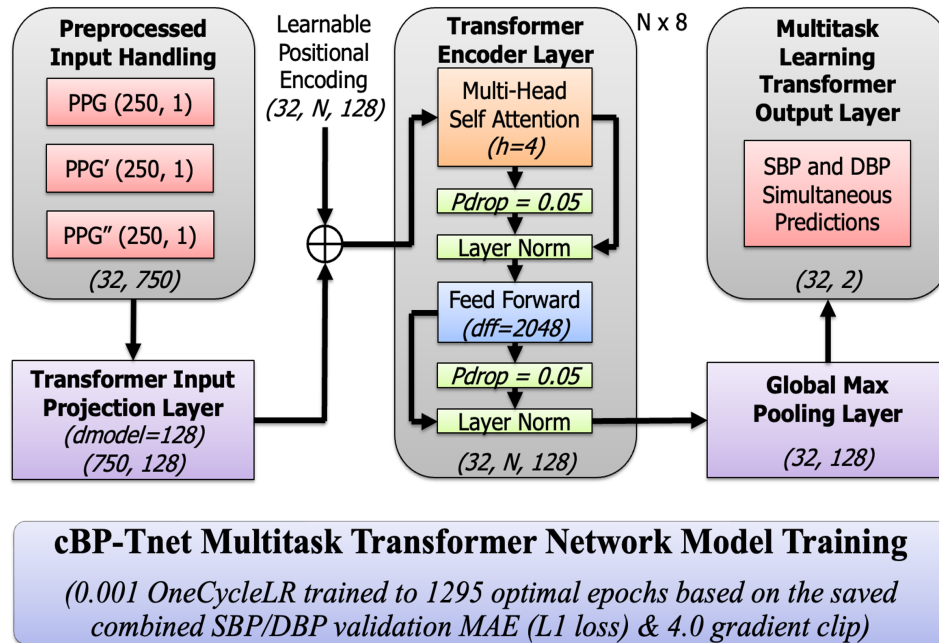 Preprocessed
Input Handling
PPG (250, 1)
PPG' (250, 1)
PPG" (250, 1)
(32, 750)
Transformer Input
Projection Layer
(dmodel=128)
(750, 128)
Learnable
Positional
Encoding
(32, N, 128)
Transformer
Encoder Layer
N x 8
Multi-Head
Self Attention
(h=4)
Pdrop = 0.05
Layer Norm
Feed Forward
(dff=2048)
Pdrop = 0.05
Layer Norm
(32, N, 128)
Multitask
Learning
Transformer
Output Layer
SBP and DBP
Simultaneous
Predictions
(32, 2)
Global Max
Pooling Layer
(32, 128)
cBP-Tnet Multitask Transformer Network Model Training
(0.001 OneCycleLR trained to 1295 optimal epochs based on the saved
combined SBP/DBP validation MAE (L1 loss) & 4.0 gradient clip)